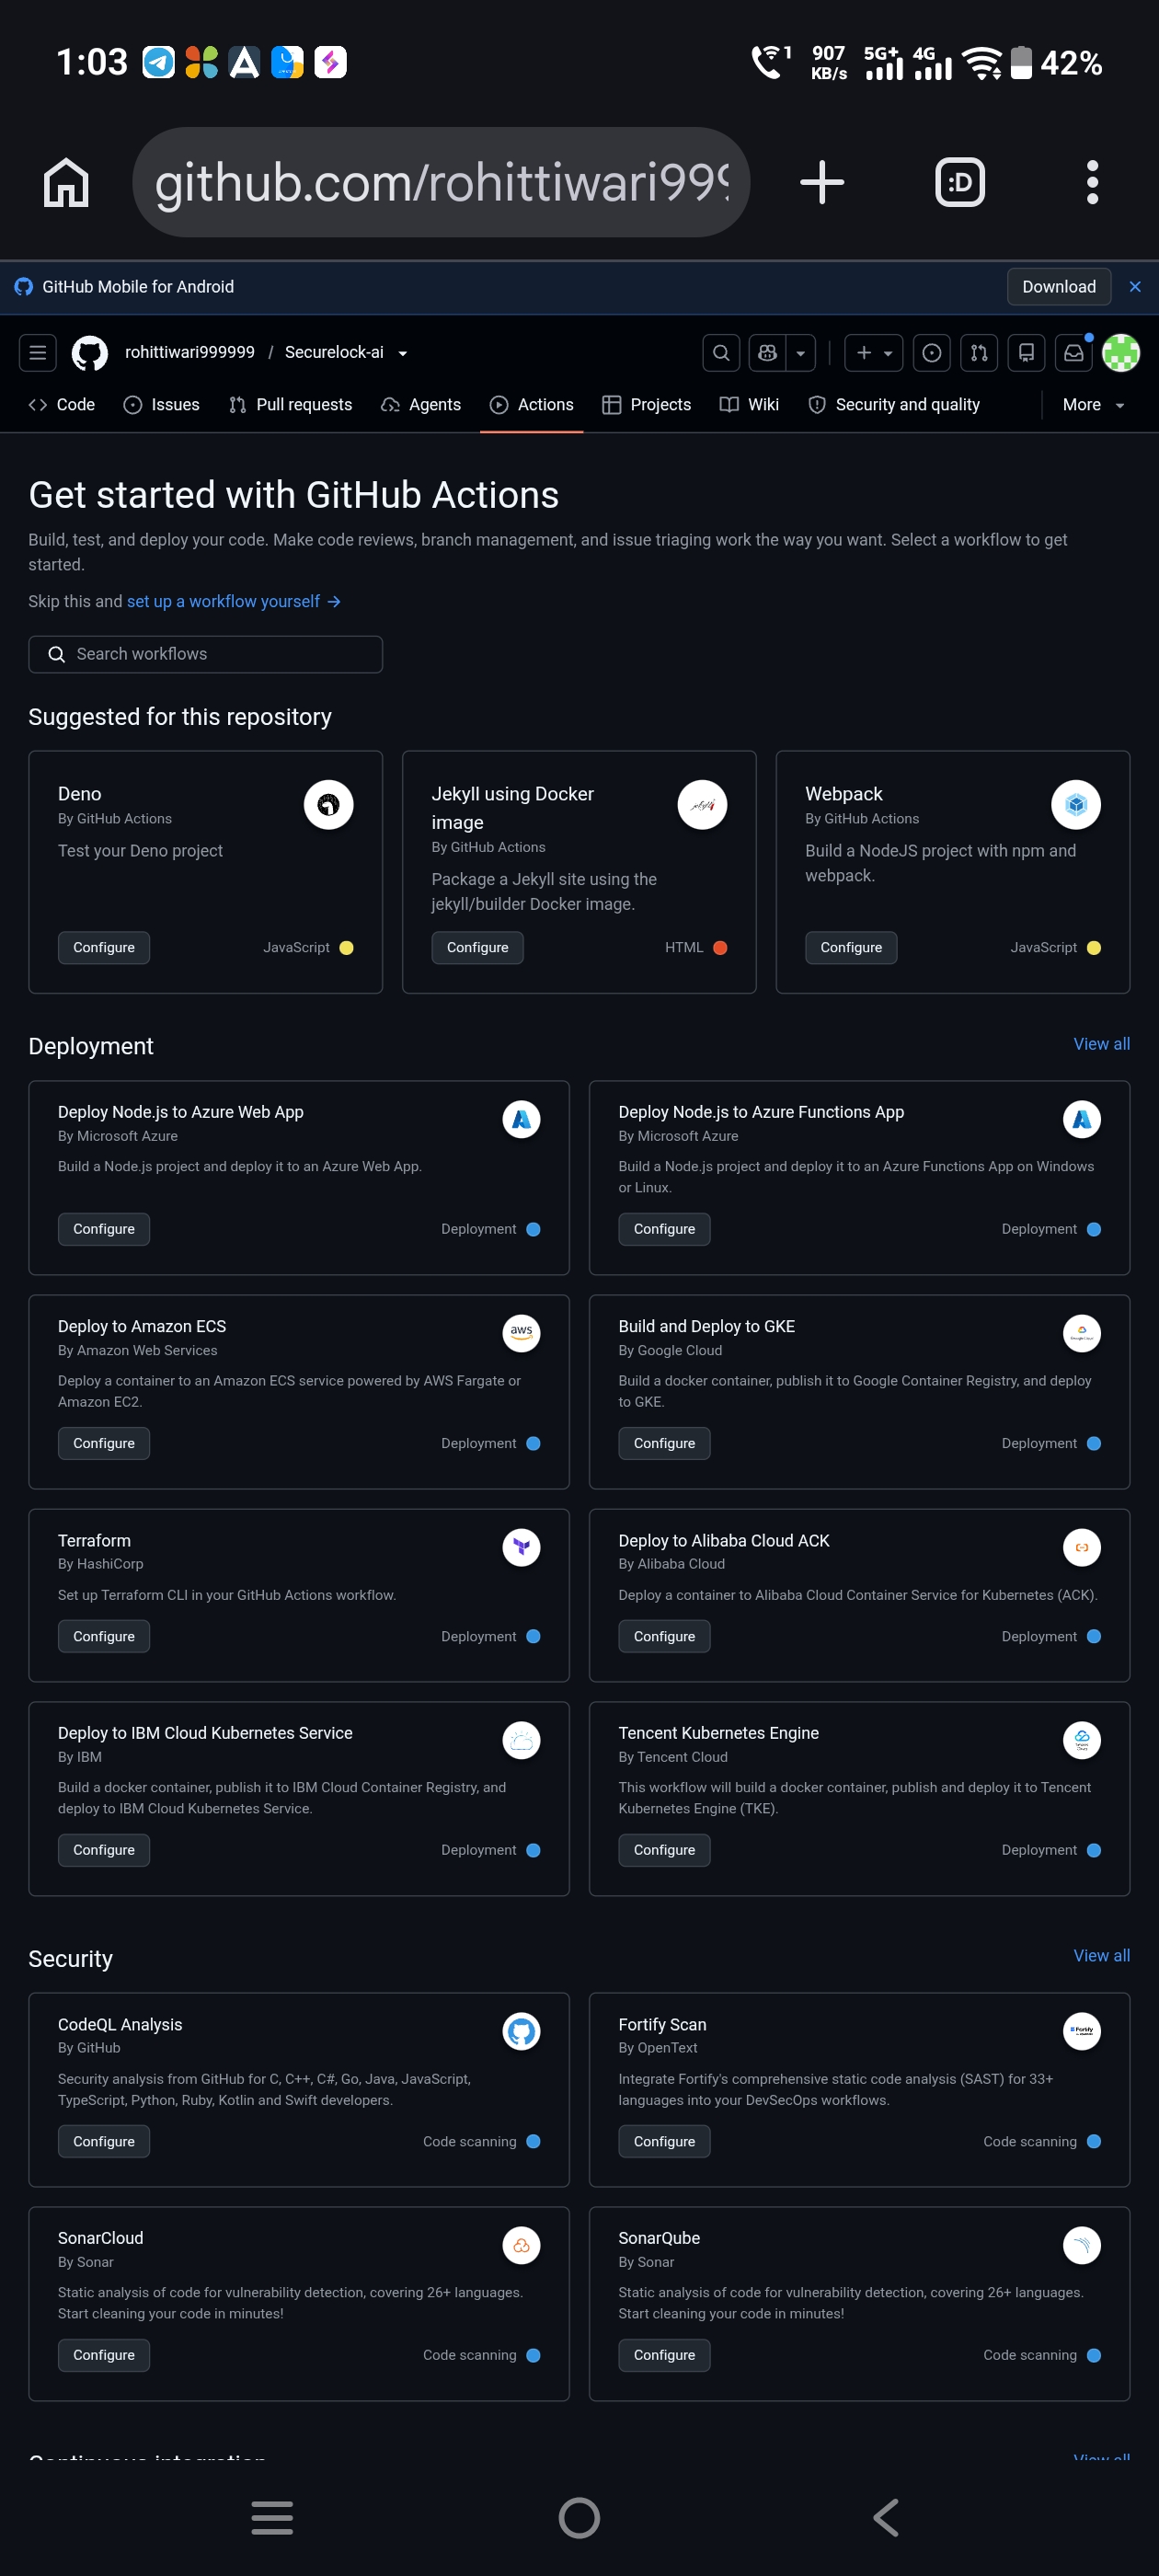 1:03
1 907 KB/s 5G+ 4G 42%
github.com/rohittiwari999
:D
GitHub Mobile for Android
Download
rohittiwari999999 / Securelock-ai
Code Issues Pull requests Agents Actions Projects Wiki Security and quality More
Get started with GitHub Actions
Build, test, and deploy your code. Make code reviews, branch management, and issue triaging work the way you want. Select a workflow to get
started.
Skip this and set up a workflow yourself →
Search workflows
Suggested for this repository
Deno
By GitHub Actions
Test your Deno project
Configure JavaScript
Jekyll using Docker
image
By GitHub Actions
Package a Jekyll site using the
jekyll/builder Docker image.
Configure HTML
Webpack
By GitHub Actions
Build a NodeJS project with npm and
webpack.
Configure JavaScript
Deployment
View all
Deploy Node.js to Azure Web App
By Microsoft Azure
Build a Node.js project and deploy it to an Azure Web App.
Configure Deployment
Deploy Node.js to Azure Functions App
By Microsoft Azure
Build a Node.js project and deploy it to an Azure Functions App on Windows
or Linux.
Configure Deployment
Deploy to Amazon ECS
aws
By Amazon Web Services
Deploy a container to an Amazon ECS service powered by AWS Fargate or
Amazon EC2.
Configure Deployment
Build and Deploy to GKE
By Google Cloud
Build a docker container, publish it to Google Container Registry, and deploy
to GKE.
Configure Deployment
Terraform
By HashiCorp
Set up Terraform CLI in your GitHub Actions workflow.
Configure Deployment
Deploy to Alibaba Cloud ACK
By Alibaba Cloud
Deploy a container to Alibaba Cloud Container Service for Kubernetes (ACK).
Configure Deployment
Deploy to IBM Cloud Kubernetes Service
By IBM
Build a docker container, publish it to IBM Cloud Container Registry, and
deploy to IBM Cloud Kubernetes Service.
Configure Deployment
Tencent Kubernetes Engine
By Tencent Cloud
This workflow will build a docker container, publish and deploy it to Tencent
Kubernetes Engine (TKE).
Configure Deployment
Security
View all
CodeQL Analysis
By GitHub
Security analysis from GitHub for C, C++, C#, Go, Java, JavaScript,
TypeScript, Python, Ruby, Kotlin and Swift developers.
Configure Code scanning
Fortify Scan
Fortify
By OpenText
Integrate Fortify's comprehensive static code analysis (SAST) for 33+
languages into your DevSecOps workflows.
Configure Code scanning
SonarCloud
By Sonar
Static analysis of code for vulnerability detection, covering 26+ languages.
Start cleaning your code in minutes!
Configure Code scanning
SonarQube
By Sonar
Static analysis of code for vulnerability detection, covering 26+ languages.
Start cleaning your code in minutes!
Configure Code scanning
Continuous integration
View all